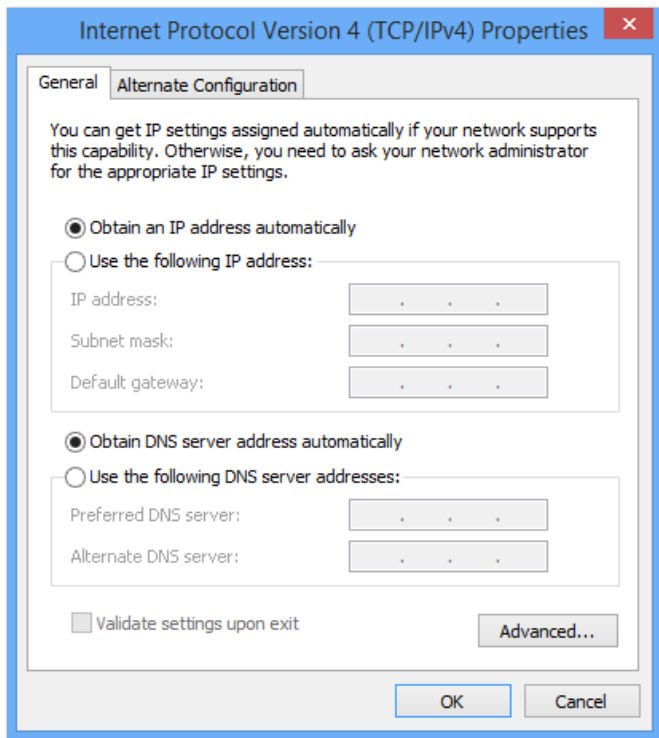 Internet Protocol Version 4 (TCP/IPv4) Properties
General
Alternate Configuration
You can get IP settings assigned automatically if your network supports
this capability. Otherwise, you need to ask your network administrator
for the appropriate IP settings.
Obtain an IP address automatically
Use the following IP address:
IP address:
. . .
Subnet mask:
. . .
Default gateway:
. . .
Obtain DNS server address automatically
Use the following DNS server addresses:
Preferred DNS server:
. . .
Alternate DNS server:
. . .
Validate settings upon exit
Advanced...
OK
Cancel